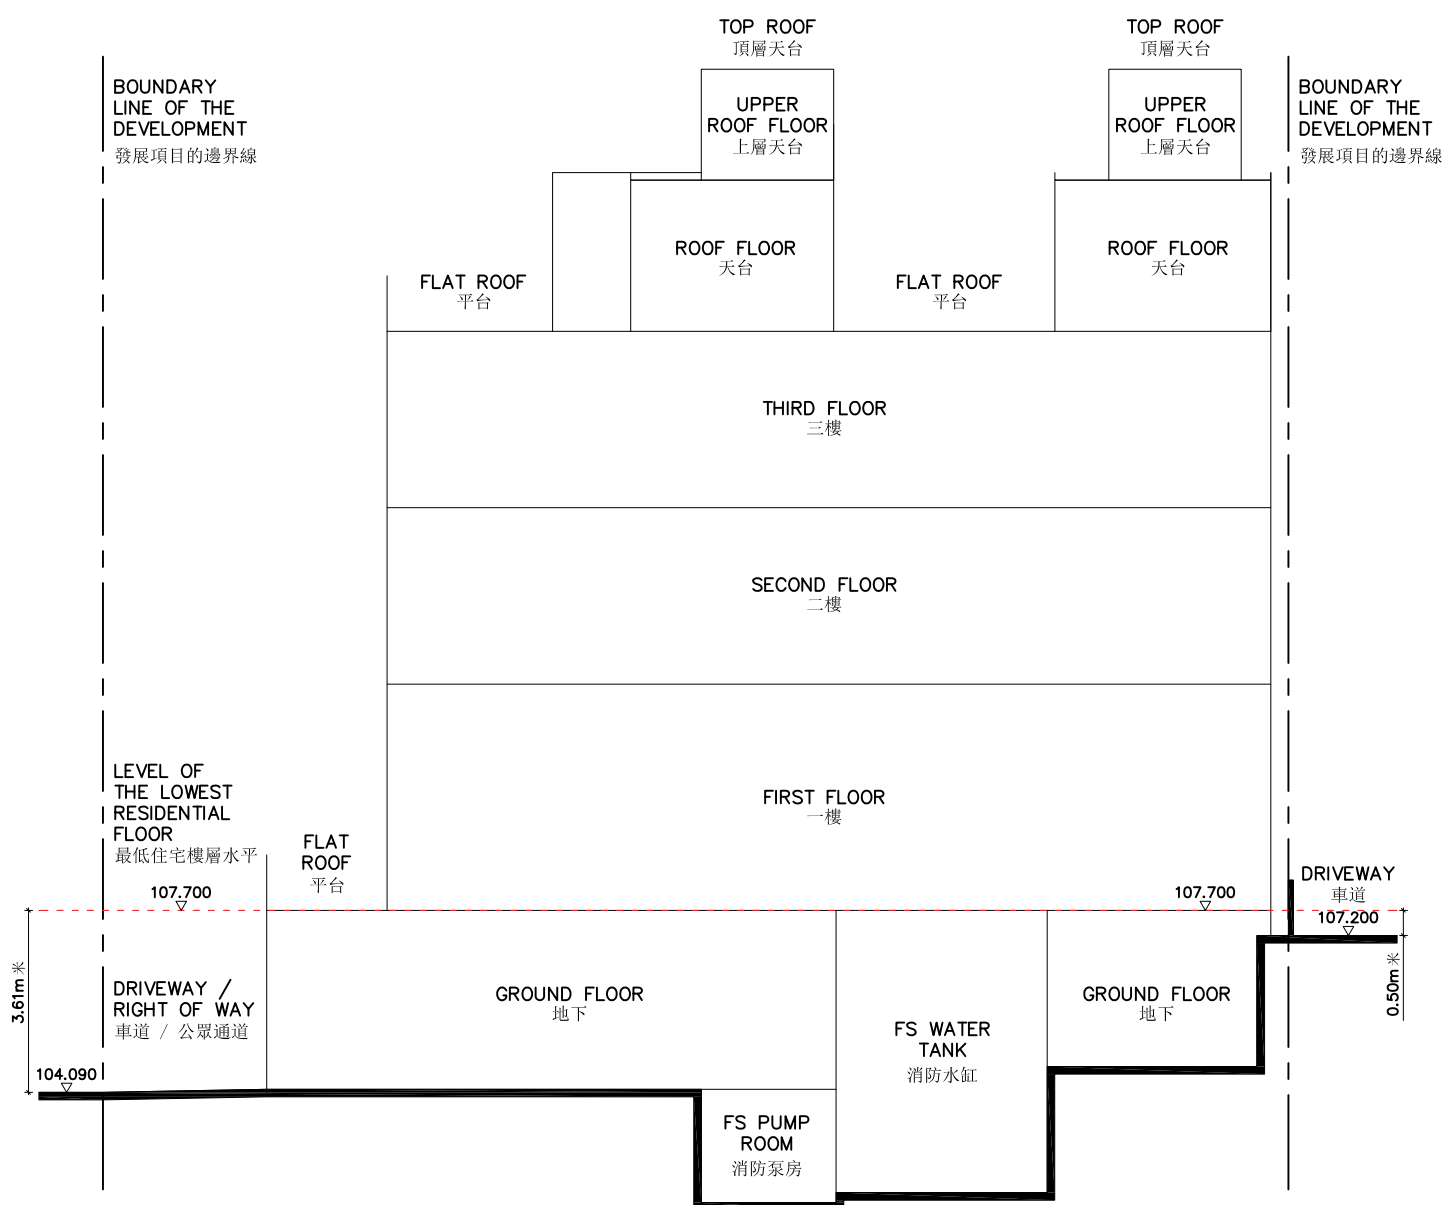 TOP ROOF
頂層天台
TOP ROOF
頂層天台
BOUNDARY
LINE OF THE
DEVELOPMENT
發展項目的邊界線
UPPER
ROOF FLOOR
上層天台
UPPER
ROOF FLOOR
上層天台
BOUNDARY
LINE OF THE
DEVELOPMENT
發展項目的邊界線
FLAT ROOF
平台
ROOF FLOOR
天台
FLAT ROOF
平台
ROOF FLOOR
天台
THIRD FLOOR
三樓
SECOND FLOOR
二樓
FIRST FLOOR
一樓
LEVEL OF
THE LOWEST
RESIDENTIAL
FLOOR
最低住宅樓層水平
107.700
FLAT
ROOF
平台
107.700
DRIVEWAY
車道
107.200
3.61m 米
DRIVEWAY /
RIGHT OF WAY
車道 / 公眾通道
104.090
GROUND FLOOR
地下
FS WATER
TANK
消防水缸
GROUND FLOOR
地下
0.50m 米
FS PUMP
ROOM
消防泵房